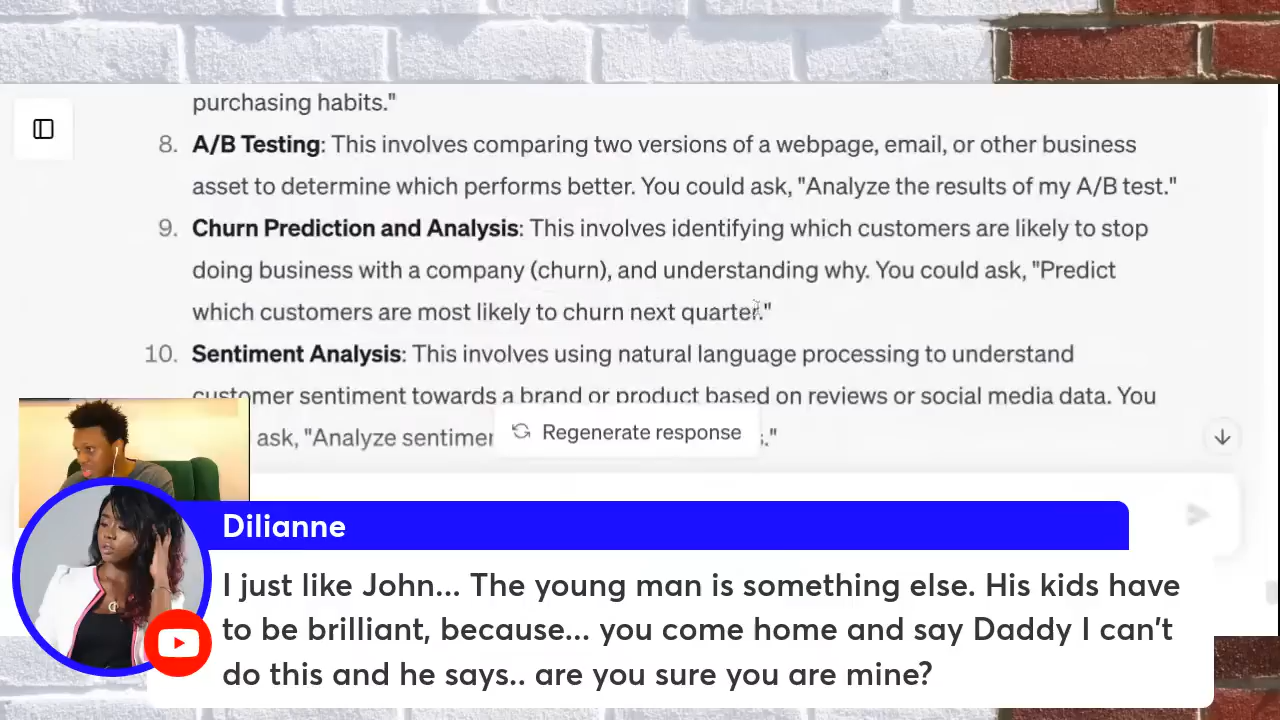 purchasing habits."
8. A/B Testing: This involves comparing two versions of a webpage, email, or other business
asset to determine which performs better. You could ask, "Analyze the results of my A/B test."
9. Churn Prediction and Analysis: This involves identifying which customers are likely to stop
doing business with a company (churn), and understanding why. You could ask, "Predict
which customers are most likely to churn next quarter."
10. Sentiment Analysis: This involves using natural language processing to understand
customer sentiment towards a brand or product based on reviews or social media data. You
ask, "Analyze
Regenerate response
Dilianne
I just like John... The young man is something else. His kids have
to be brilliant, because... you come home and say Daddy I can't
do this and he says.. are you sure you are mine?